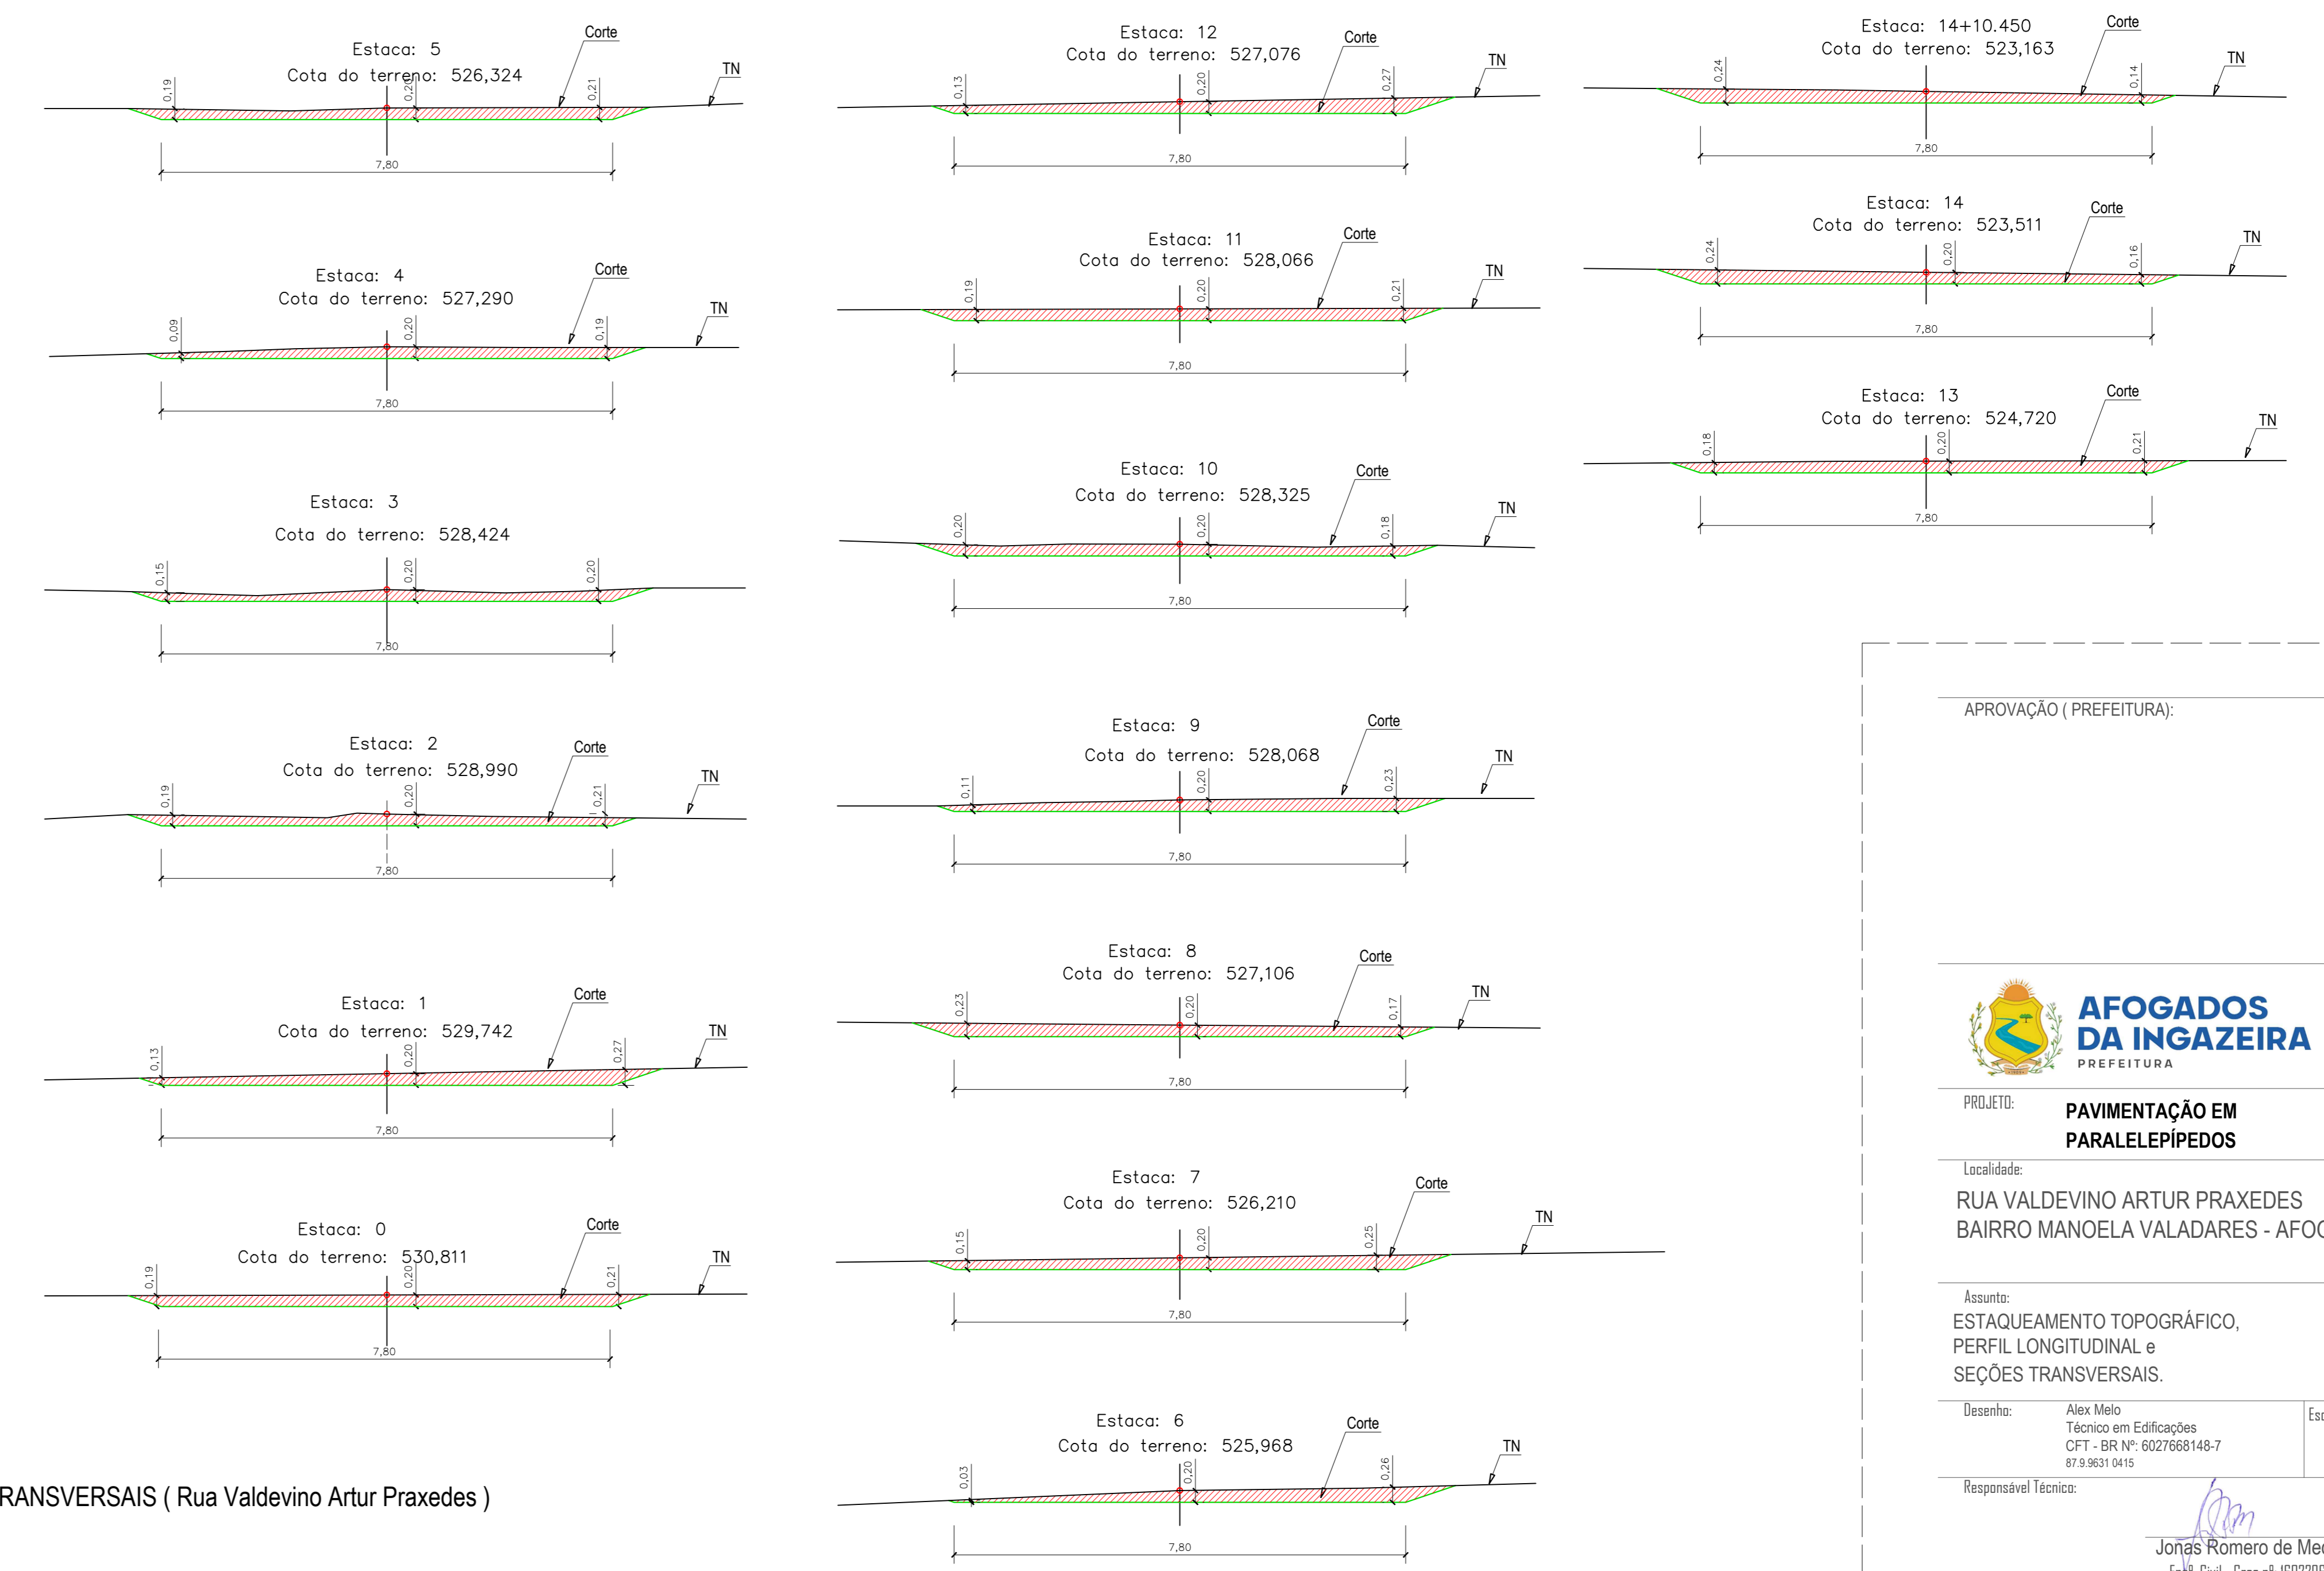 Estaca: 5
Cota do terreno: 526,324
Corte
TN
0,19
0,20
0,21
7,80
Estaca: 4
Cota do terreno: 527,290
Corte
TN
0,09
0,20
0,19
7,80
Estaca: 3
Cota do terreno: 528,424
0,15
0,20
0,20
7,80
Estaca: 2
Cota do terreno: 528,990
Corte
TN
0,19
0,20
0,21
7,80
Estaca: 1
Cota do terreno: 529,742
Corte
TN
0,13
0,20
0,27
7,80
Estaca: 0
Cota do terreno: 530,811
Corte
TN
0,19
0,20
0,21
7,80
RANSVERSAIS ( Rua Valdevino Artur Praxedes )
Estaca: 12
Cota do terreno: 527,076
Corte
TN
0,13
0,20
0,27
7,80
Estaca: 11
Cota do terreno: 528,066
Corte
TN
0,19
0,20
0,21
7,80
Estaca: 10
Cota do terreno: 528,325
Corte
TN
0,20
0,20
0,18
7,80
Estaca: 9
Cota do terreno: 528,068
Corte
TN
0,11
0,20
0,23
7,80
Estaca: 8
Cota do terreno: 527,106
Corte
TN
0,23
0,20
0,17
7,80
Estaca: 7
Cota do terreno: 526,210
Corte
TN
0,15
0,20
0,25
7,80
Estaca: 6
Cota do terreno: 525,968
Corte
TN
0,03
0,20
0,26
7,80
Estaca: 14+10.450
Cota do terreno: 523,163
Corte
TN
0,24
0,14
7,80
Estaca: 14
Cota do terreno: 523,511
Corte
TN
0,24
0,20
0,16
7,80
Estaca: 13
Cota do terreno: 524,720
Corte
TN
0,18
0,20
0,21
7,80
APROVAÇÃO ( PREFEITURA):
AFOGADOS
DA INGAZEIRA
PREFEITURA
PROJETO:
PAVIMENTAÇÃO EM
PARALELEPÍPEDOS
Localidade:
RUA VALDEVINO ARTUR PRAXEDES
BAIRRO MANOELA VALADARES - AFOG
Assunto:
ESTAQUEAMENTO TOPOGRÁFICO,
PERFIL LONGITUDINAL e
SEÇÕES TRANSVERSAIS.
Desenho:
Alex Melo
Técnico em Edificações
CFT - BR Nº: 6027668148-7
87.9.9631 0415
Esc
Responsável Técnico:
Jonas Romero de Med